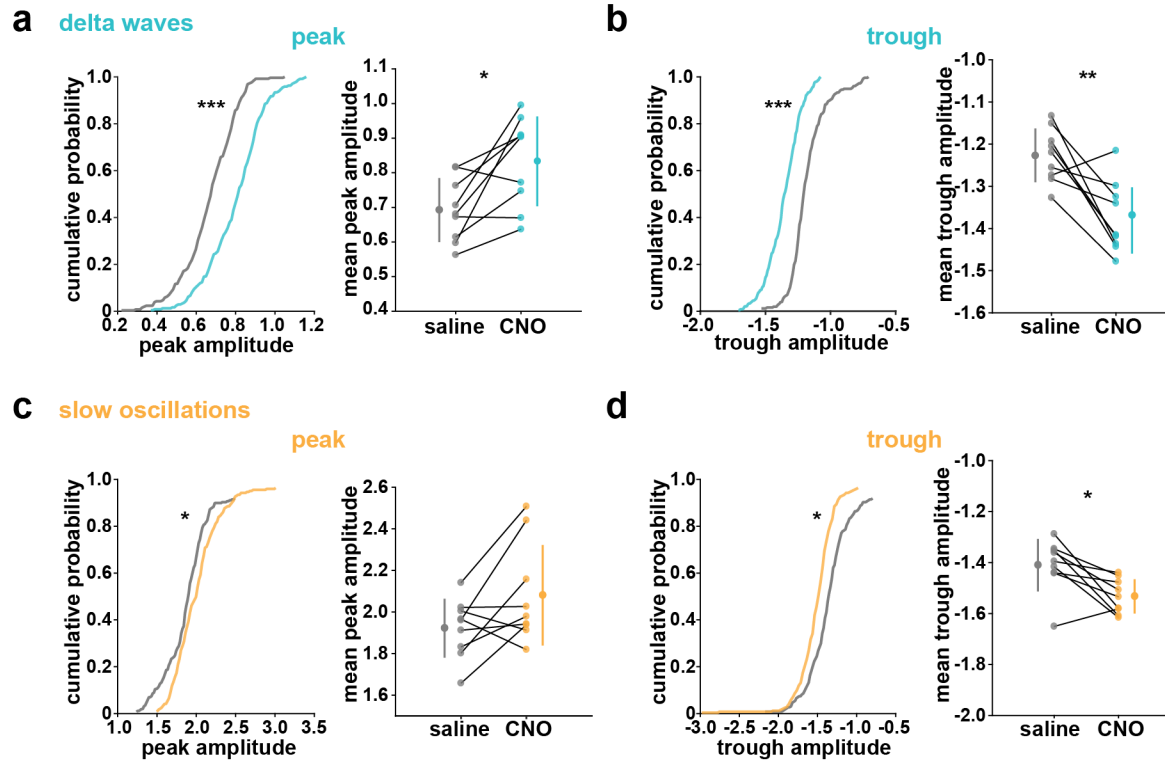 a delta waves
peak
cumulative probability
1.0
0.8
0.6
0.4
0.2
0
***
0.2 0.6 0.8 1.0 1.2
peak amplitude
mean peak amplitude
1.1
1.0
0.9
0.8
0.7
0.6
0.5
0.4
*
saline CNO
b
trough
cumulative probability
1.0
0.8
0.6
0.4
0.2
0
***
-2.0 -1.5 -1.0 -0.5
trough amplitude
mean trough amplitude
-1.0
-1.1
-1.2
-1.3
-1.4
-1.5
-1.6
**
saline CNO
c slow oscillations
peak
cumulative probability
1.0
0.8
0.6
0.4
0.2
0
*
1.0 1.5 2.0 2.5 3.0 3.5
peak amplitude
mean peak amplitude
2.6
2.4
2.2
2.0
1.8
1.6
saline CNO
d
trough
cumulative probability
1.0
0.8
0.6
0.4
0.2
0
*
-3.0 -2.5 -2.0 -1.5 -1.0 -0.5
trough amplitude
mean trough amplitude
-1.0
-1.2
-1.4
-1.6
-1.8
-2.0
*
saline CNO